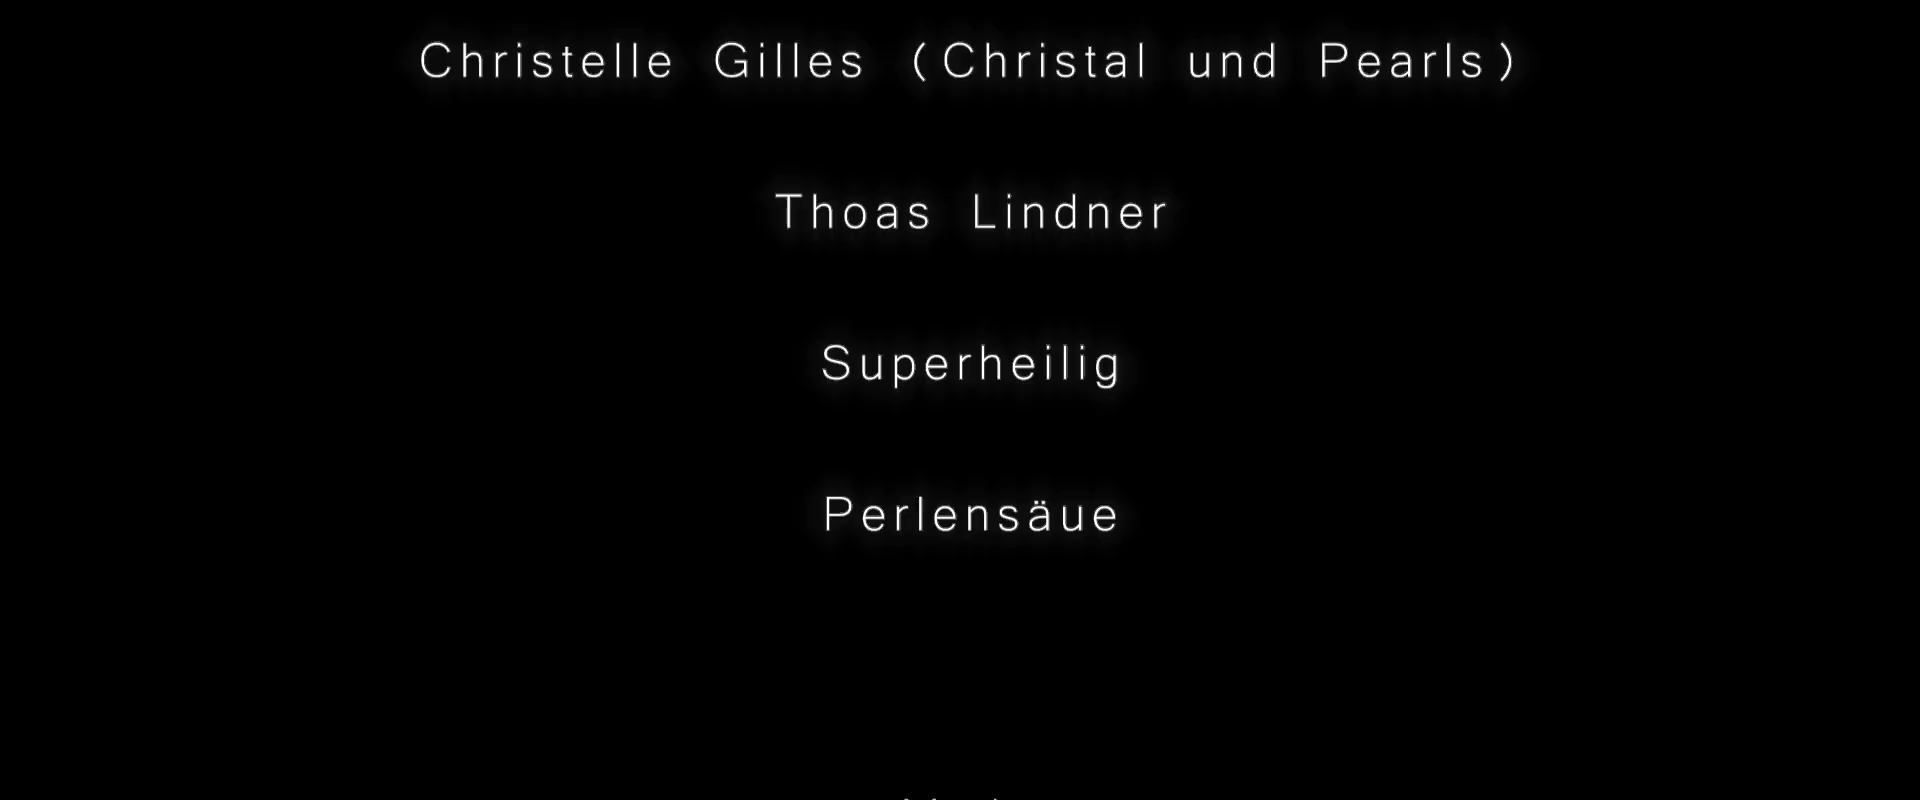 Christelle Gilles (Christal und Pearls)
Thoas Lindner
Superheilig
Perlensäue